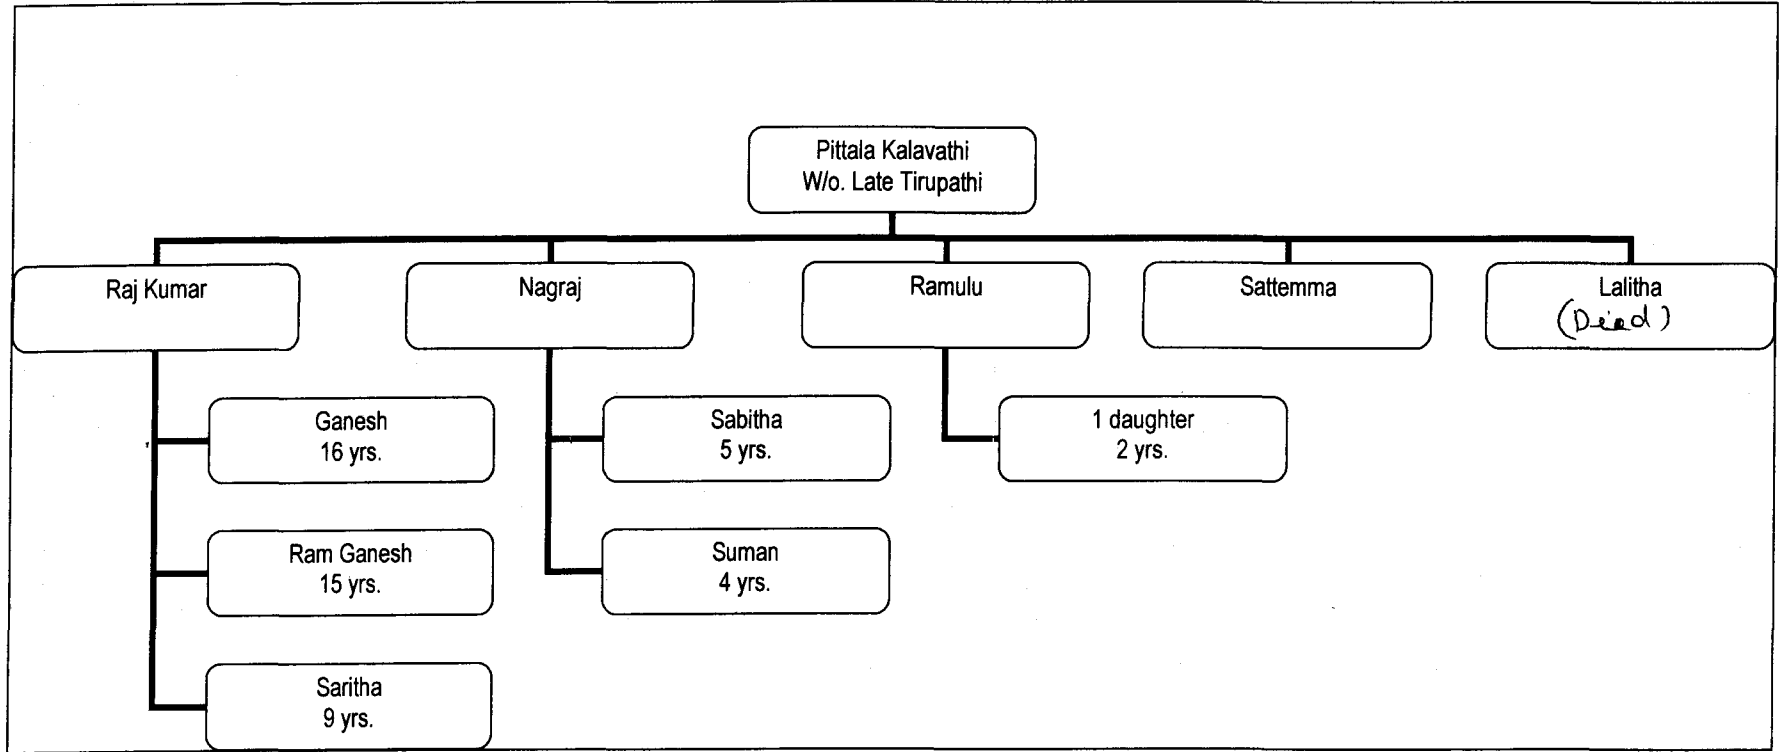 Pittala Kalavathi
W/o. Late Tirupathi
Raj Kumar
Nagraj
Ramulu
Sattemma
Lalitha
(Died)
Ganesh
16 yrs.
Sabitha
5 yrs.
1 daughter
2 yrs.
Ram Ganesh
15 yrs.
Suman
4 yrs.
Saritha
9 yrs.